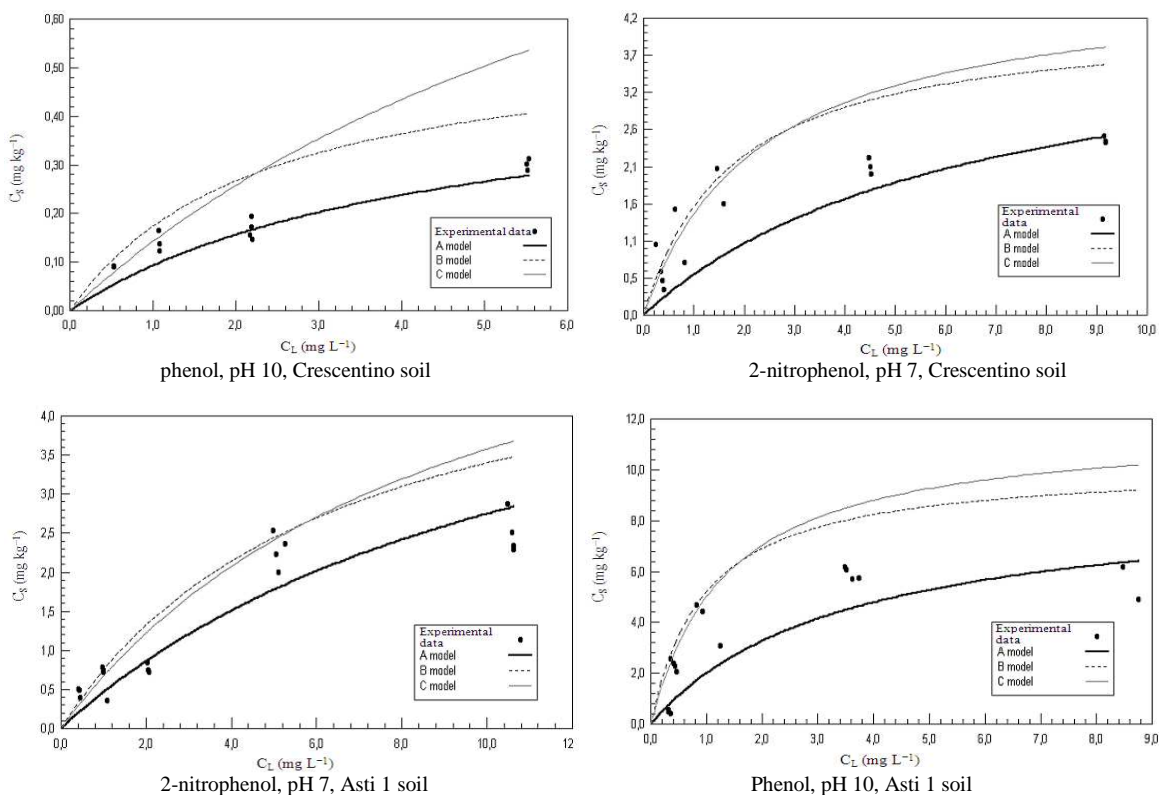 0,60
0,50
0,40
0,30
0,20
0,10
0,00
C_S (mg kg⁻¹)
Experimental data
A model
B model
C model
0,0 1,0 2,0 3,0 4,0 5,0 6,0
C_L (mg L⁻¹)
phenol, pH 10, Crescentino soil
4,2
3,7
3,2
2,6
2,1
1,6
1,1
0,5
0,0
C_S (mg kg⁻¹)
Experimental
data
A model
B model
C model
0,0 1,0 2,0 3,0 4,0 5,0 6,0 7,0 8,0 9,0 10,0
C_L (mg L⁻¹)
2-nitrophenol, pH 7, Crescentino soil
4,0
3,5
3,0
2,5
2,0
1,5
1,0
0,5
0,0
C_S (mg kg⁻¹)
Experimental
data
A model
B model
C model
0,0 2,0 4,0 6,0 8,0 10,0 12
C_L (mg L⁻¹)
2-nitrophenol, pH 7, Asti 1 soil
12,0
10,0
8,0
6,0
4,0
2,0
0,0
C_S (mg kg⁻¹)
Experimental
data
A model
B model
C model
0,0 1,0 2,0 3,0 4,0 5,0 6,0 7,0 8,0 9,0
C_L (mg L⁻¹)
Phenol, pH 10, Asti 1 soil